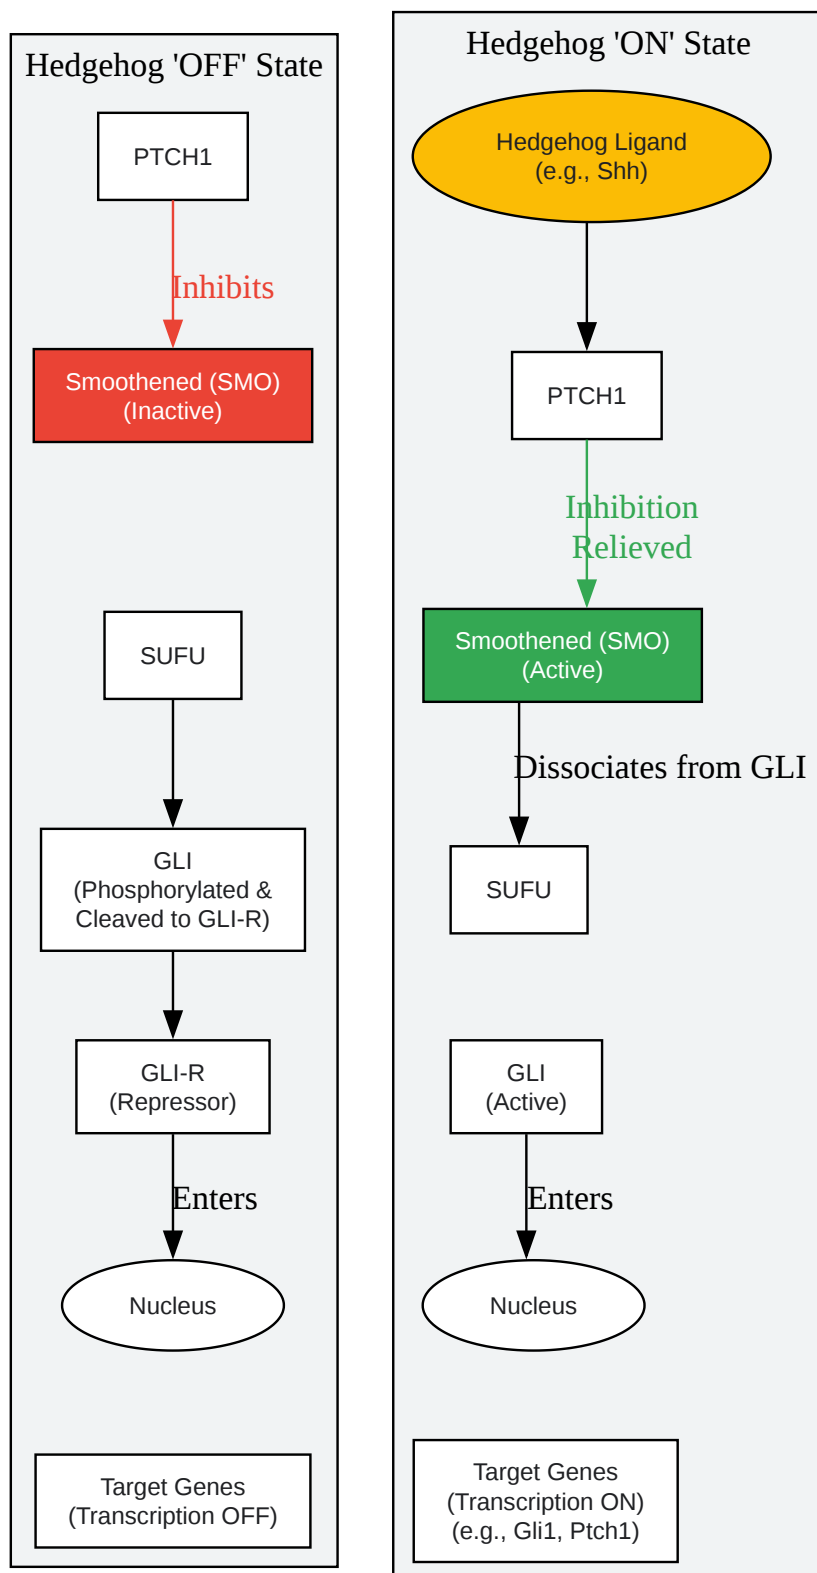 Hedgehog 'OFF' State
PTCH1
Inhibits
Smoothened (SMO)
(Inactive)
SUFU
GLI
(Phosphorylated &
Cleaved to GLI-R)
GLI-R
(Repressor)
Enters
Nucleus
Target Genes
(Transcription OFF)
Hedgehog 'ON' State
Hedgehog Ligand
(e.g., Shh)
PTCH1
Inhibition
Relieved
Smoothened (SMO)
(Active)
Dissociates from GLI
SUFU
GLI
(Active)
Enters
Nucleus
Target Genes
(Transcription ON)
(e.g., Gli1, Ptch1)